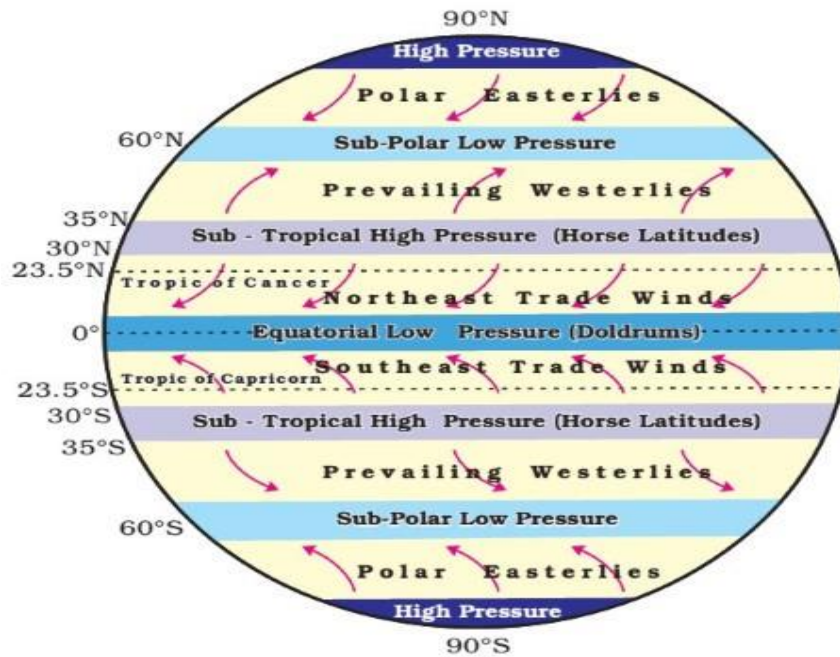 90°N
High Pressure
Polar Easterlies
60°N
Sub-Polar Low Pressure
Prevailing Westerlies
35°N
Sub - Tropical High Pressure (Horse Latitudes)
30°N
23.5°N
Tropic of Cancer
Northeast Trade Winds
0°
Equatorial Low Pressure (Doldrums)
Southeast Trade Winds
Tropic of Capricorn
23.5°S
30°S
Sub - Tropical High Pressure (Horse Latitudes)
35°S
Prevailing Westerlies
60°S
Sub-Polar Low Pressure
Polar Easterlies
High Pressure
90°S